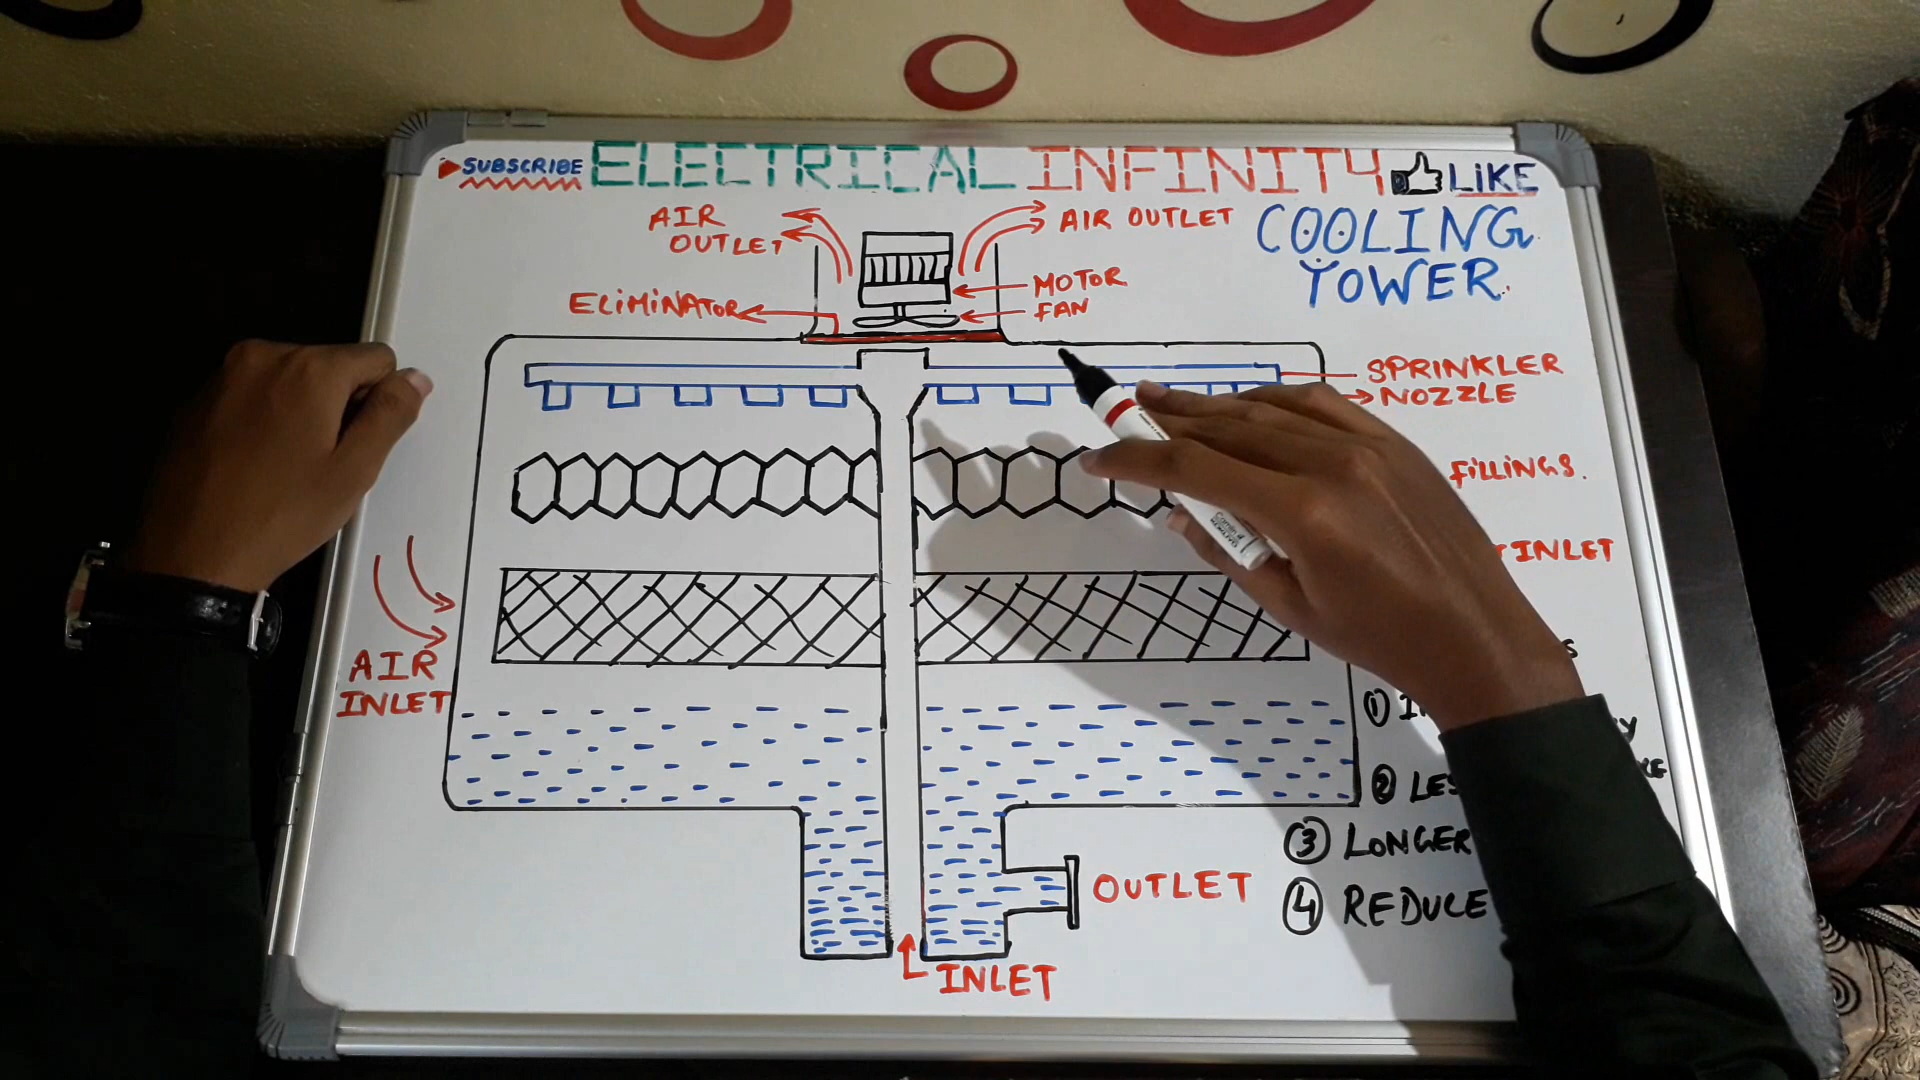 SUBSCRIBE ELECTRICAL INFINITY LIKE
COOLING
TOWER
AIR
OUTLET
AIR OUTLET
ELIMINATOR
MOTOR
FAN
SPRINKLER
NOZZLE
FILLINGS.
INLET
AIR
INLET
①
② LES
③ LONGER
④ REDUCE
OUTLET
INLET